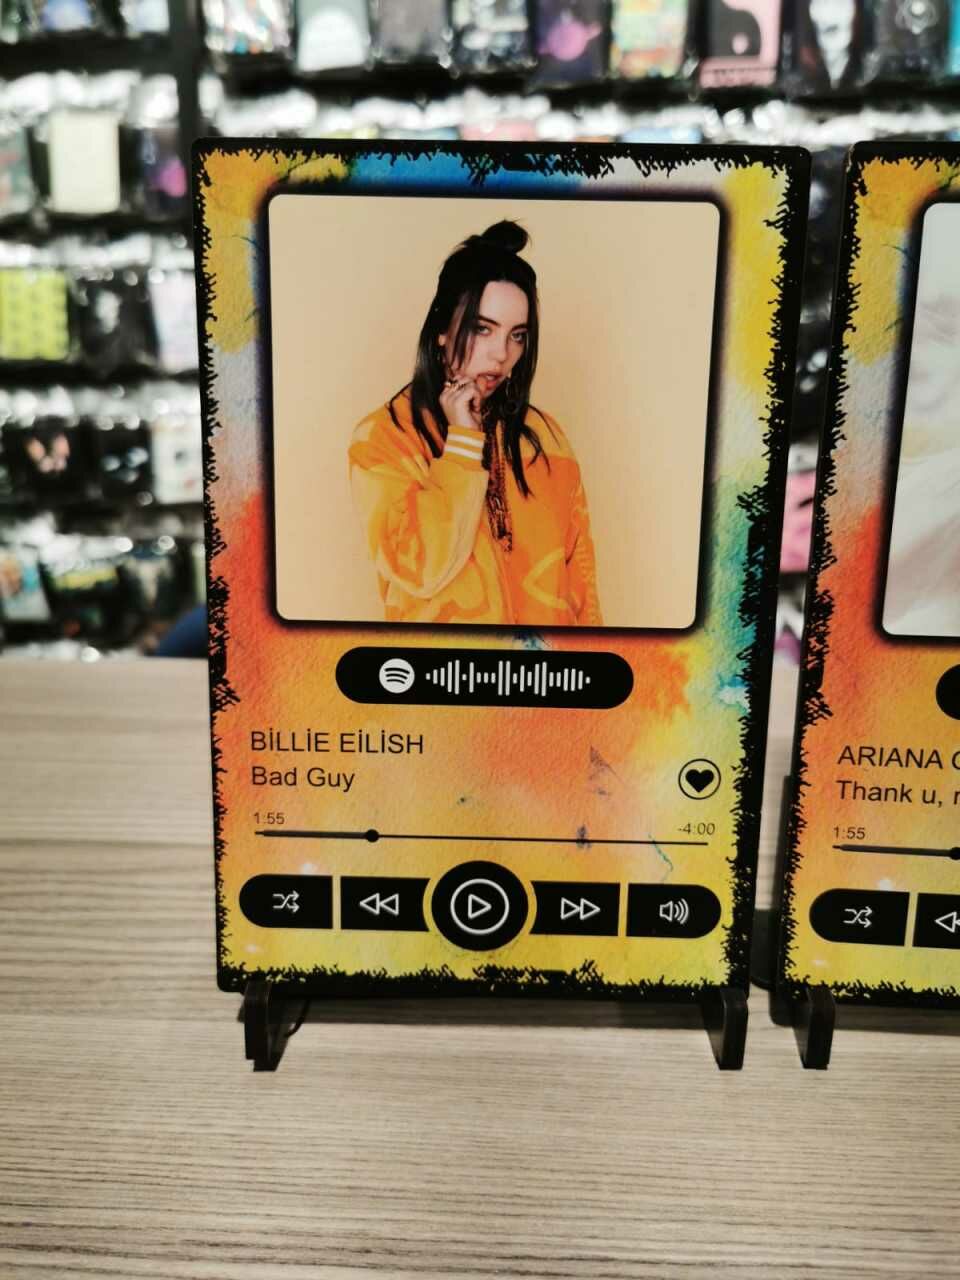 BİLLİE EİLİSH
Bad Guy
1:55
-4:00
ARIANA
Thank u,
1:55